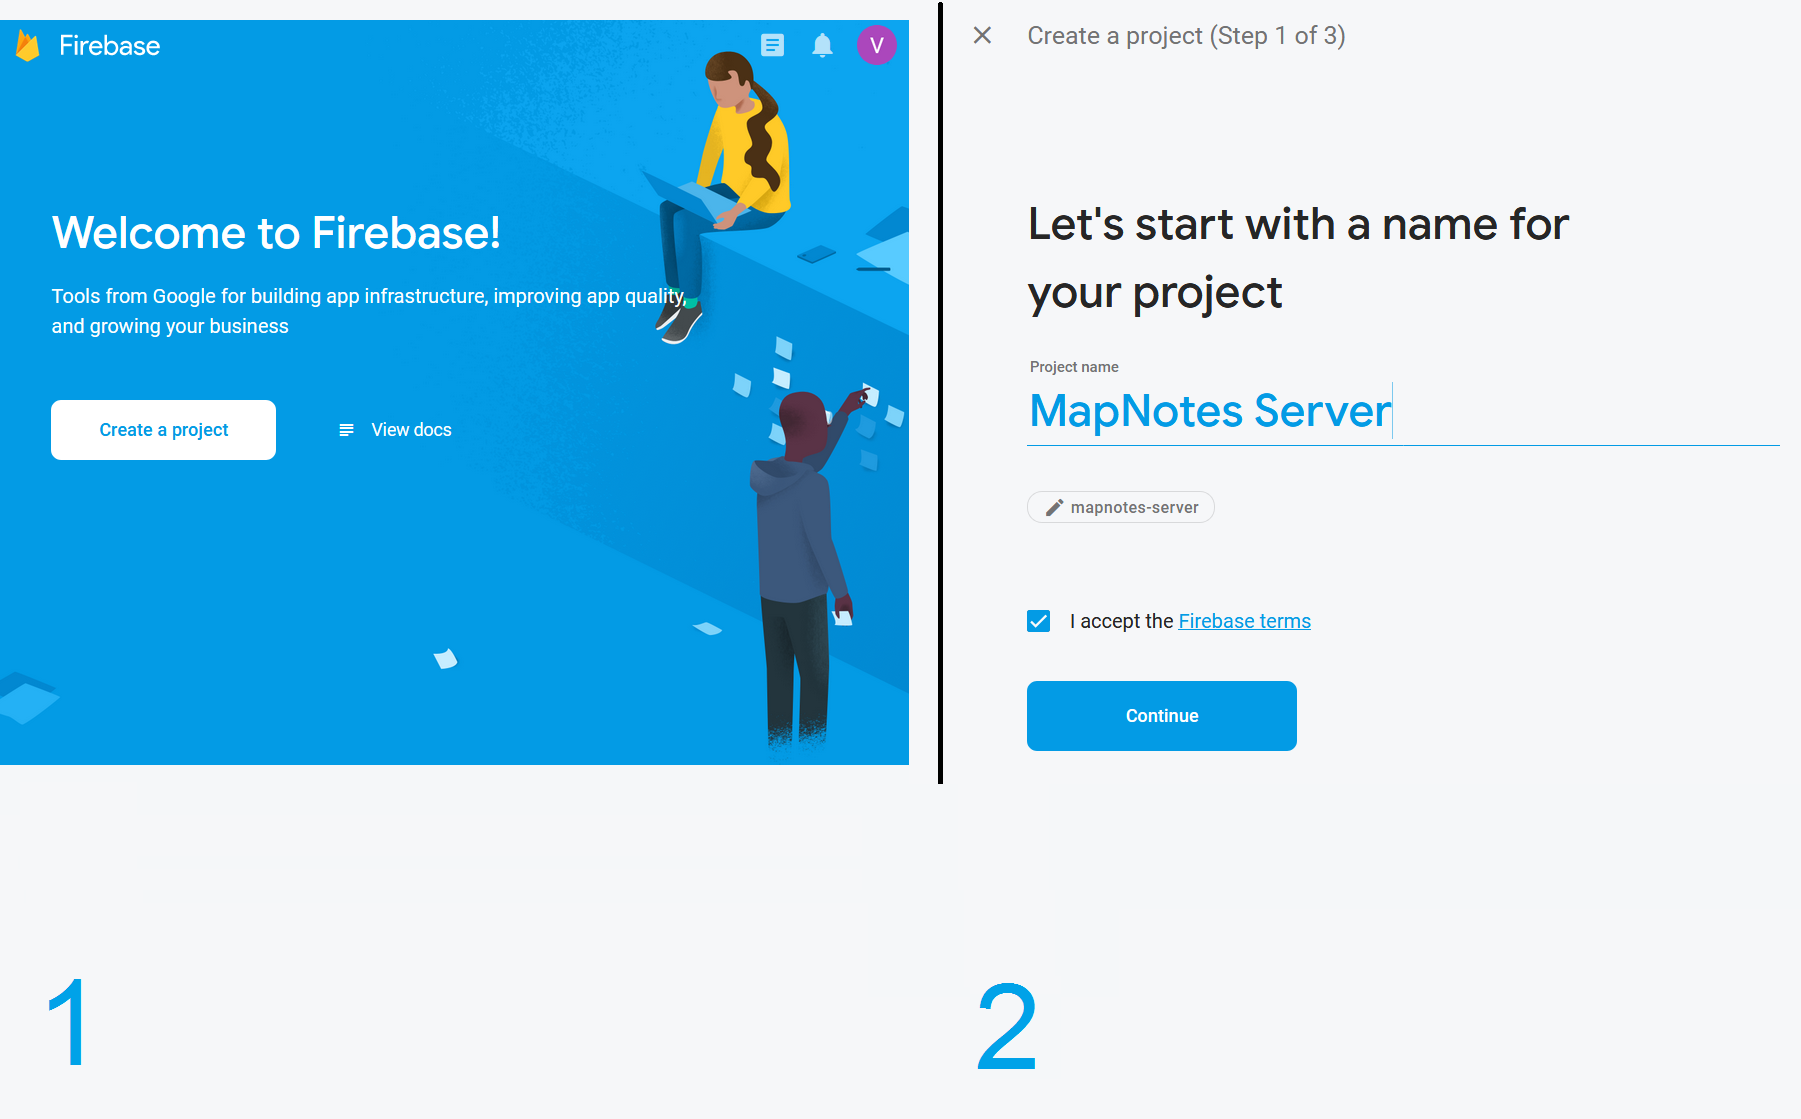 Firebase
V
Welcome to Firebase!
Tools from Google for building app infrastructure, improving app quality,
and growing your business
Create a project
View docs
1
Create a project (Step 1 of 3)
Let's start with a name for
your project
Project name
MapNotes Server
mapnotes-server
I accept the Firebase terms
Continue
2